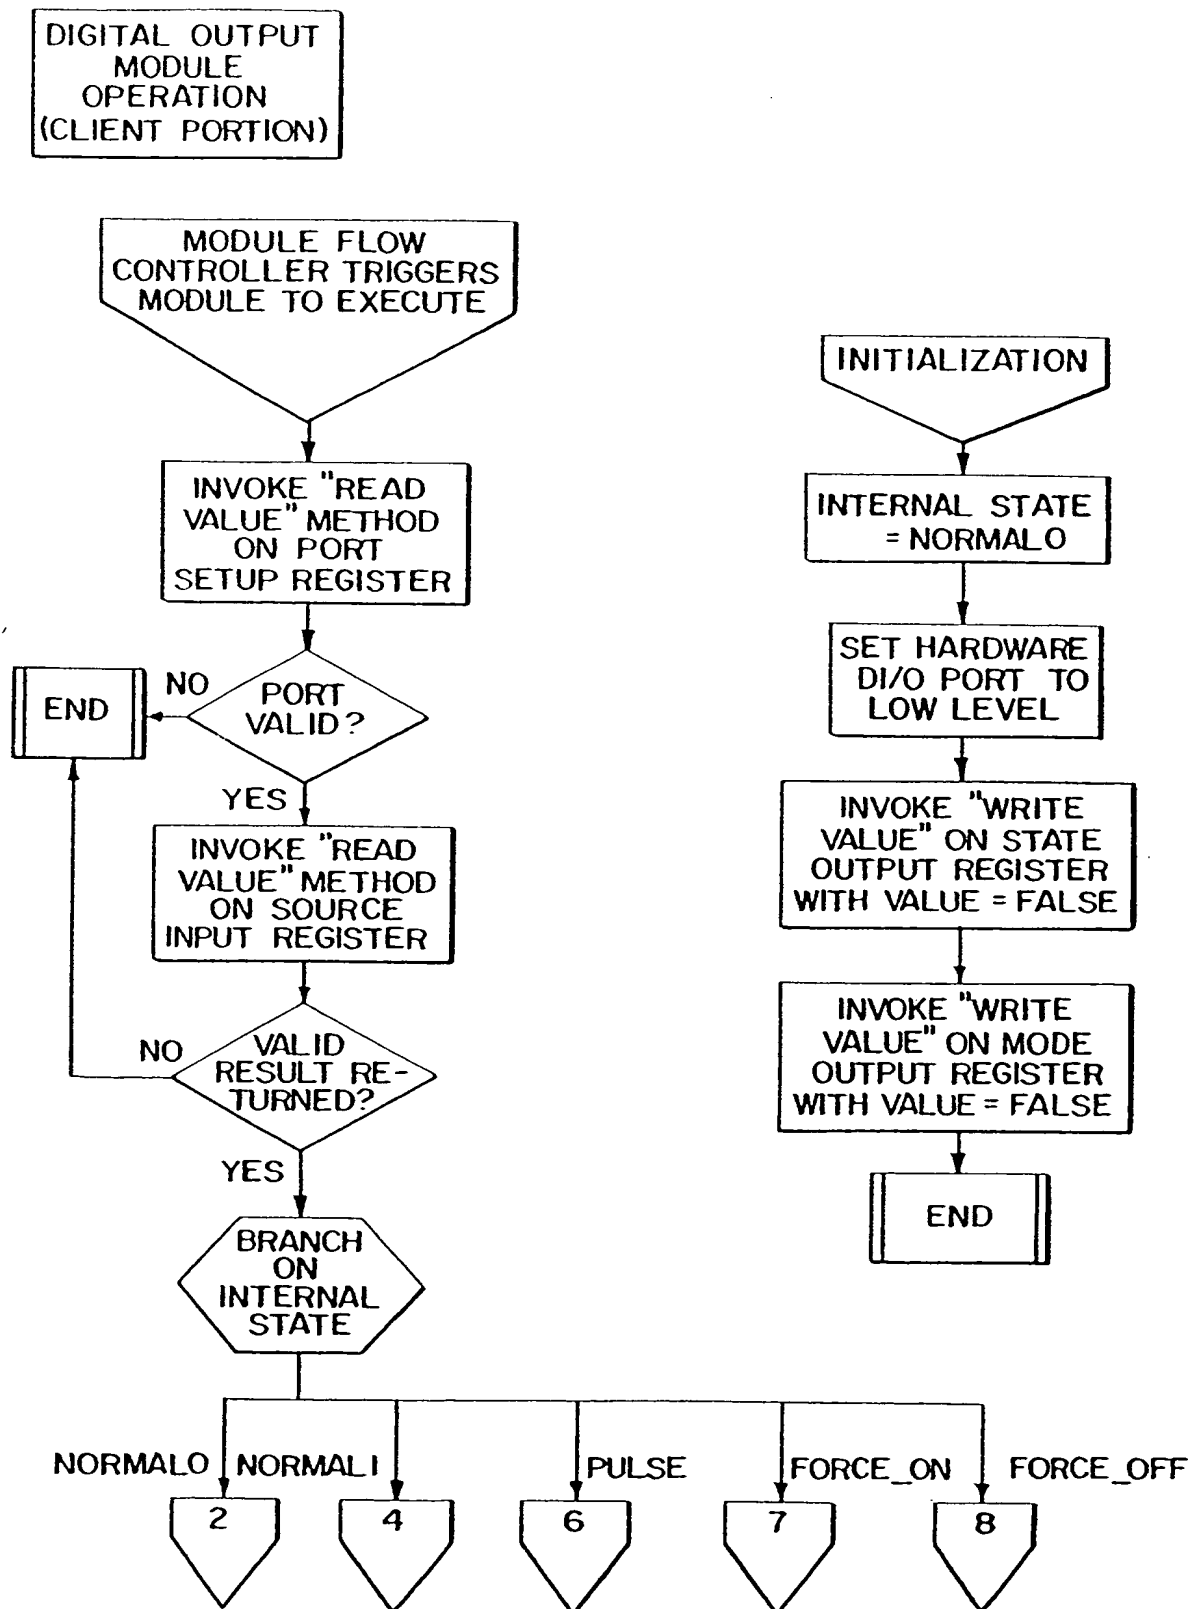 DIGITAL OUTPUT
MODULE
OPERATION
(CLIENT PORTION)
MODULE FLOW
CONTROLLER TRIGGERS
MODULE TO EXECUTE
INVOKE "READ
VALUE" METHOD
ON PORT
SETUP REGISTER
PORT
VALID?
NO
END
YES
INVOKE "READ
VALUE" METHOD
ON SOURCE
INPUT REGISTER
VALID
RESULT RE-
TURNED?
NO
YES
BRANCH
ON
INTERNAL
STATE
NORMALO
NORMALI
PULSE
FORCE_ON
FORCE_OFF
2
4
6
7
8
INITIALIZATION
INTERNAL STATE
= NORMALO
SET HARDWARE
DI/O PORT TO
LOW LEVEL
INVOKE "WRITE
VALUE" ON STATE
OUTPUT REGISTER
WITH VALUE = FALSE
INVOKE "WRITE
VALUE" ON MODE
OUTPUT REGISTER
WITH VALUE = FALSE
END